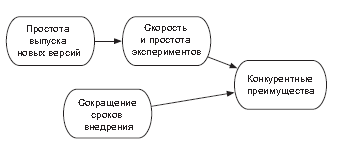 Простота
выпуска
новых версий
Скорость
и простота
экспериментов
Конкурентные
преимущества
Сокращение
сроков
внедрения